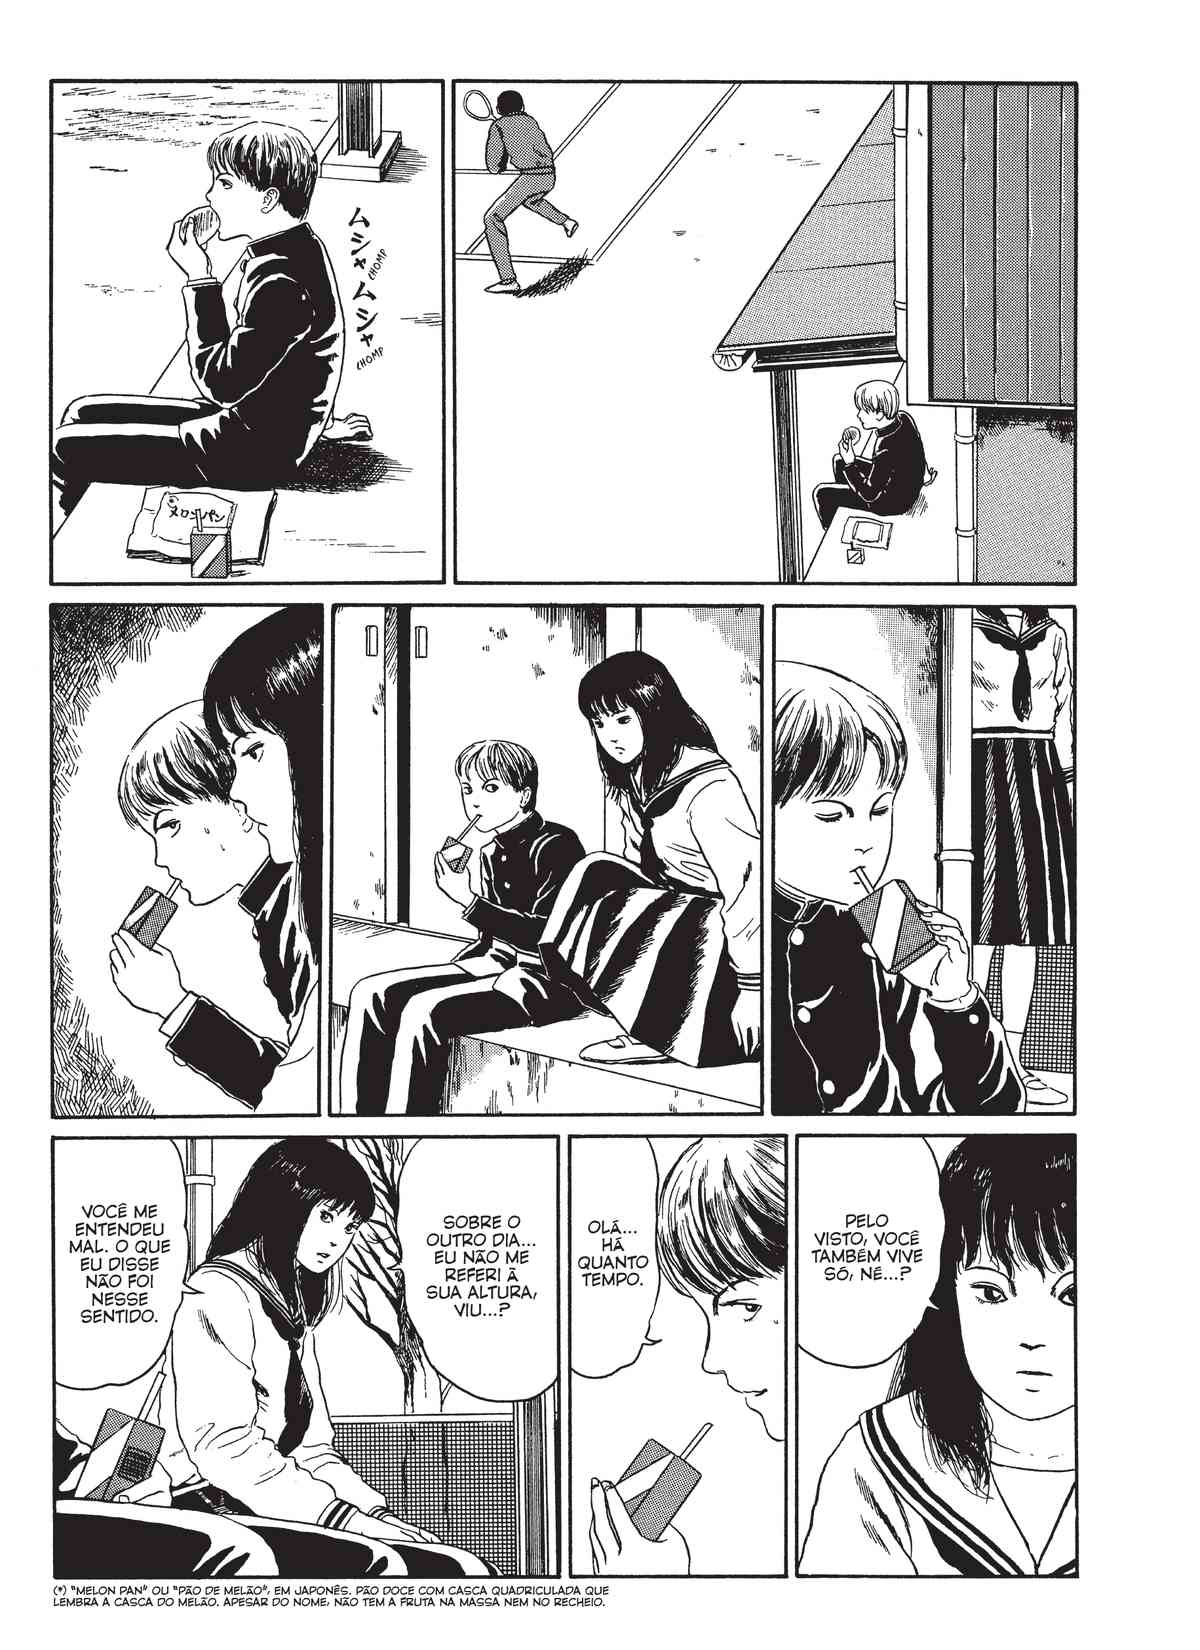 ムシャムシャ
CHOMP
CHOMP
メロンパン
PELO
VISTO, VOCÊ
TAMBÉM VIVE
SÓ, NÉ...?
OLÁ...
HÁ
QUANTO
TEMPO.
SOBRE O
OUTRO DIA...
EU NÃO ME
REFERI À
SUA ALTURA,
VIU...?
VOCÊ ME
ENTENDEU
MAL. O QUE
EU DISSE
NÃO FOI
NESSE
SENTIDO.
(*) "MELON PAN" OU "PÃO DE MELÃO", EM JAPONÊS. PÃO DOCE COM CASCA QUADRICULADA QUE
LEMBRA A CASCA DO MELÃO. APESAR DO NOME, NÃO TEM A FRUTA NA MASSA NEM NO RECHEIO.